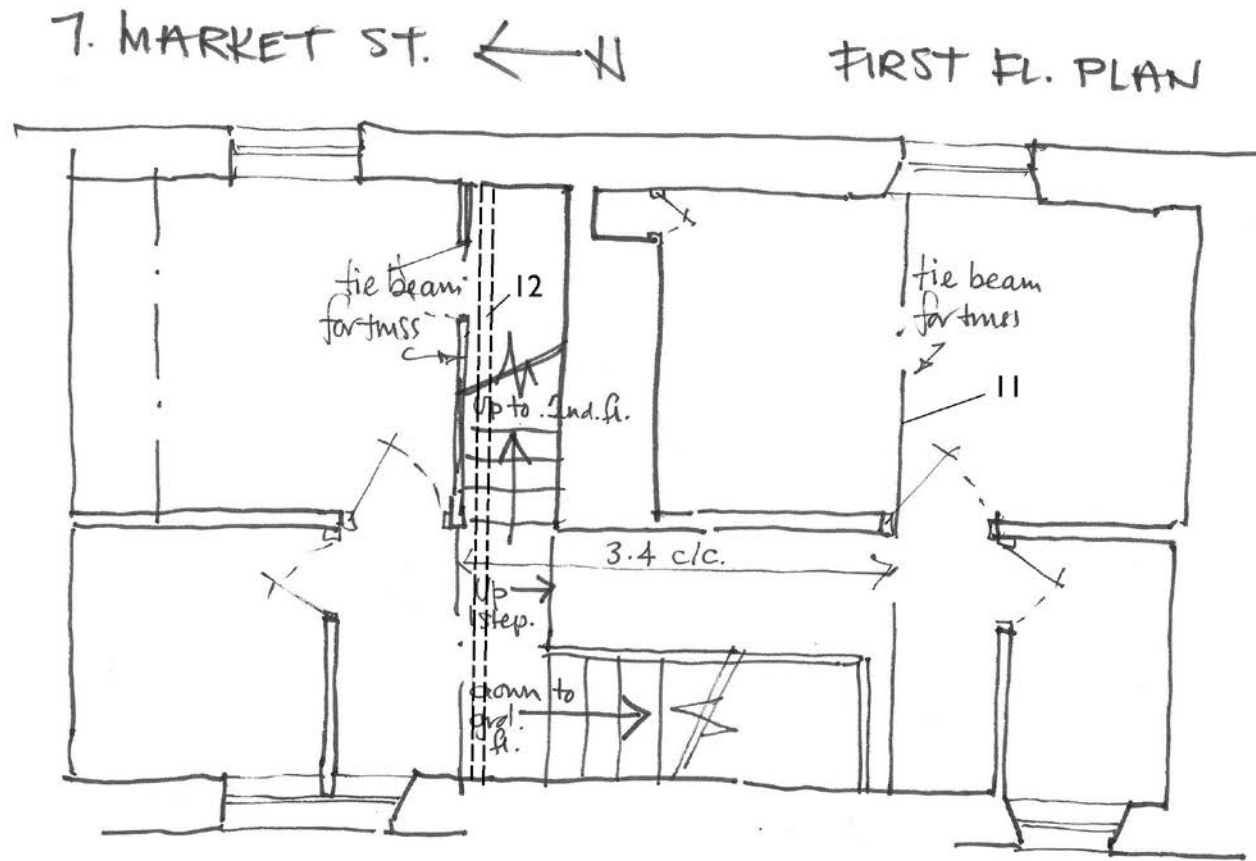 7. MARKET ST.
N
FIRST FL. PLAN
tie beam
for truss
12
tie beam
for truss
11
Up to 2nd. fl.
3.4 c/c.
Up
1 step.
down to
grd.
fl.